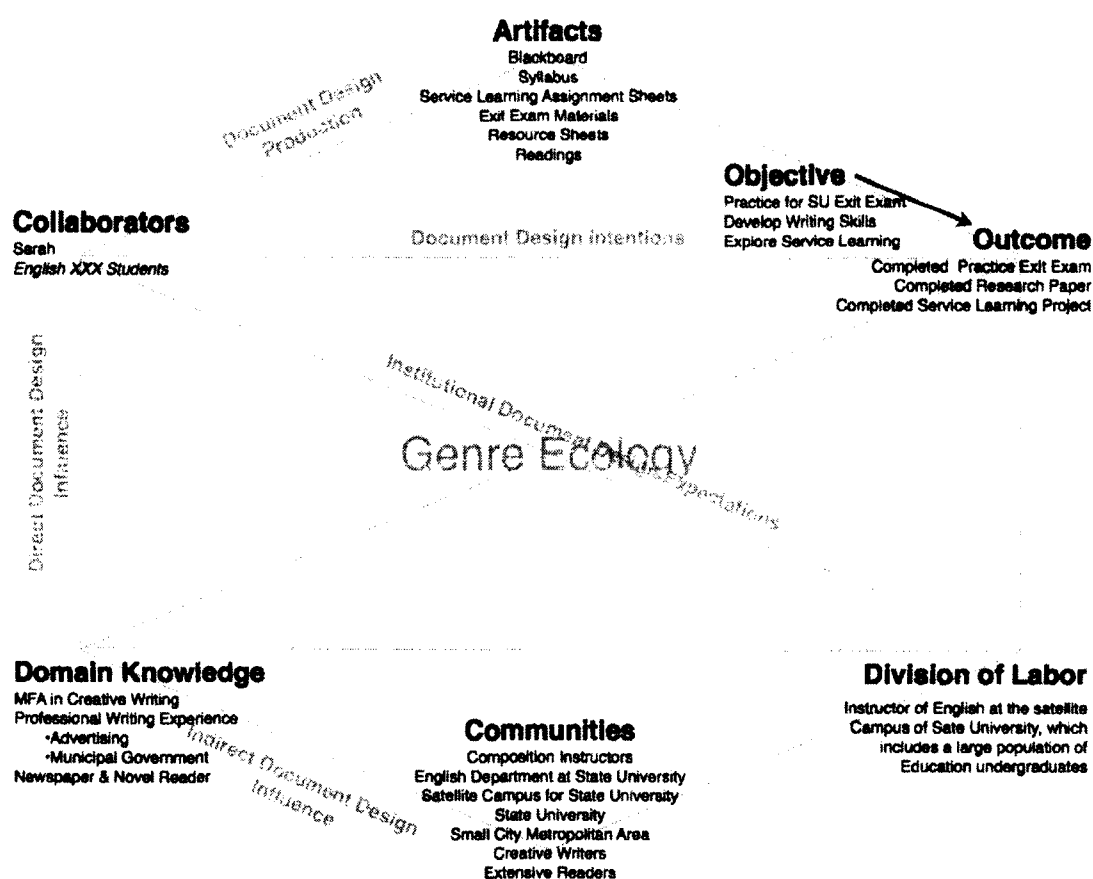 Artifacts
Blackboard
Syllabus
Service Learning Assignment Sheets
Exit Exam Materials
Resource Sheets
Readings
Document Design
Production
Objective
Practice for SU Exit Exam
Develop Writing Skills
Explore Service Learning
Collaborators
Sarah
English XXX Students
Document Design Intentions
Outcome
Completed Practice Exit Exam
Completed Research Paper
Completed Service Learning Project
Direct Document Design
Influence
Institutional Document Design Expectations
Genre Ecology
Domain Knowledge
MFA in Creative Writing
Professional Writing Experience
•Advertising
•Municipal Government
Newspaper & Novel Reader
Indirect Document Design
Influence
Communities
Composition Instructors
English Department at State University
Satellite Campus for State University
State University
Small City Metropolitan Area
Creative Writers
Extensive Readers
Division of Labor
Instructor of English at the satellite
Campus of Sate University, which
includes a large population of
Education undergraduates